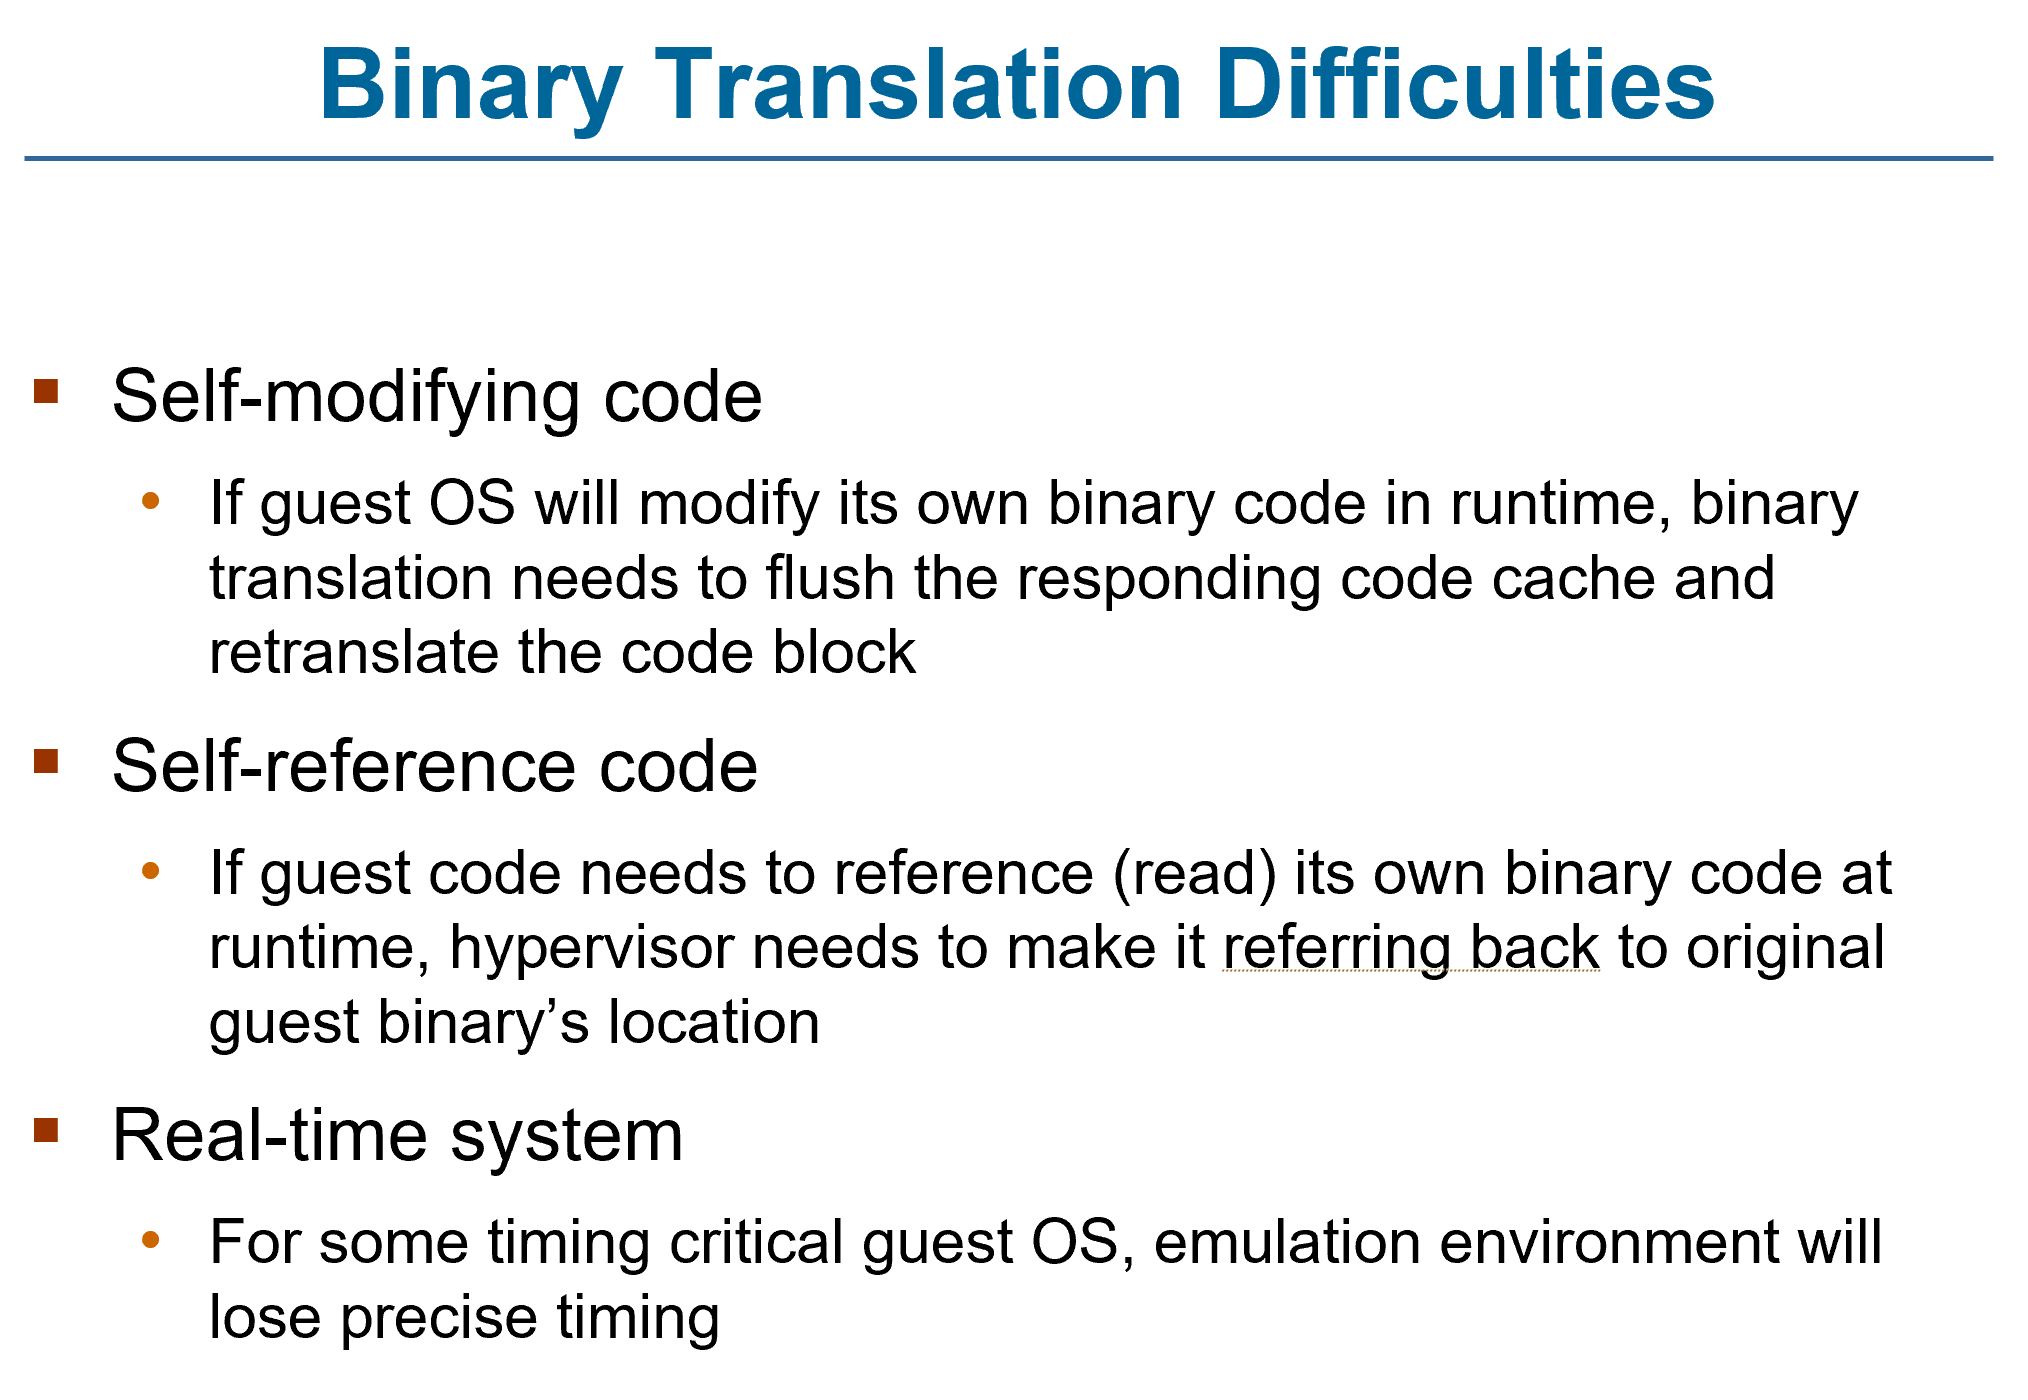 Binary Translation Difficulties
Self-modifying code
If guest OS will modify its own binary code in runtime, binary
translation needs to flush the responding code cache and
retranslate the code block
Self-reference code
If guest code needs to reference (read) its own binary code at
runtime, hypervisor needs to make it referring back to original
guest binary’s location
Real-time system
For some timing critical guest OS, emulation environment will
lose precise timing